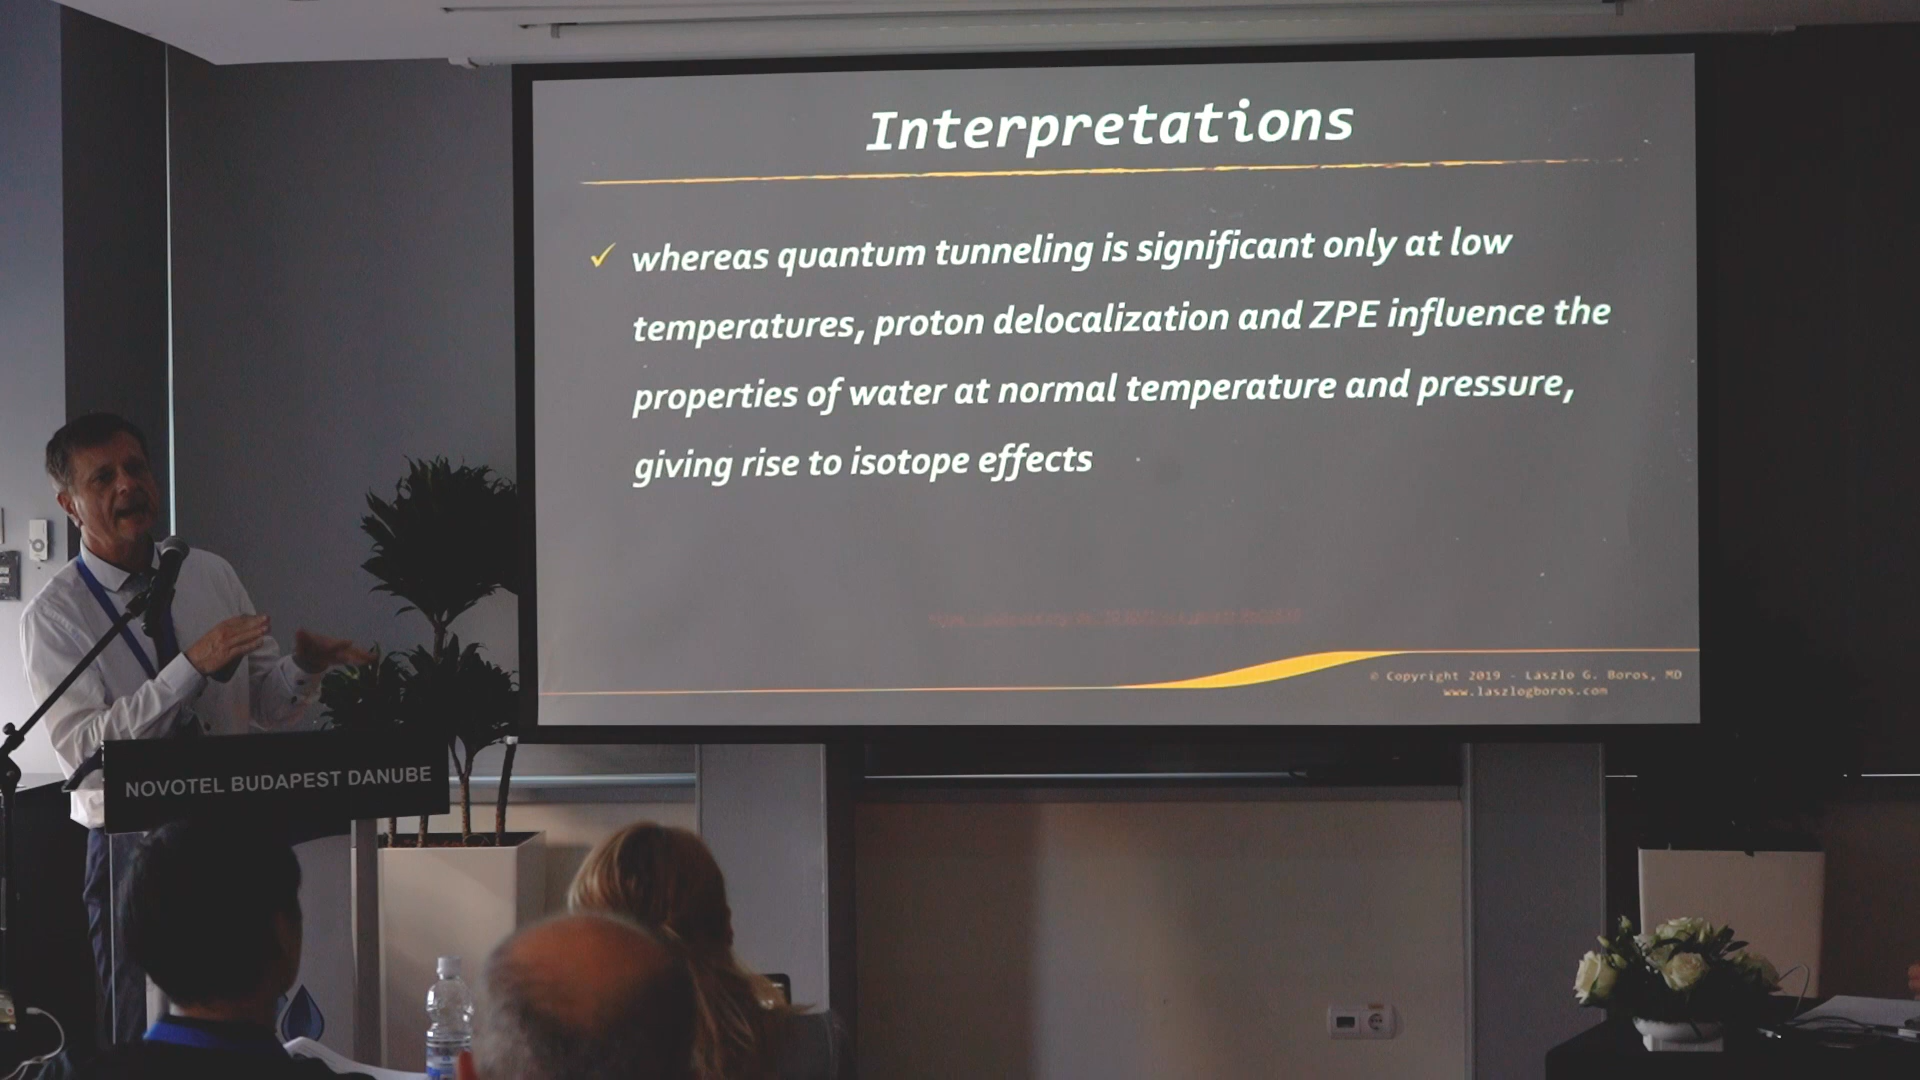 Interpretations
✓ whereas quantum tunneling is significant only at low
temperatures, proton delocalization and ZPE influence the
properties of water at normal temperature and pressure,
giving rise to isotope effects
© Copyright 2019 - László G. Boros, MD
www.laszlogboros.com
NOVOTEL BUDAPEST DANUBE